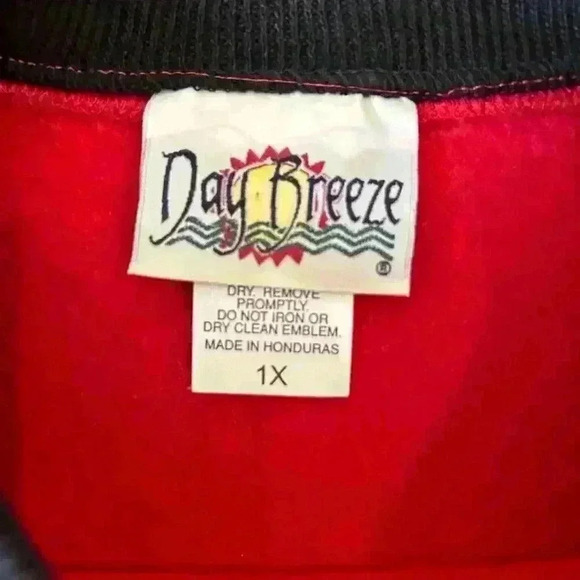 Day Breeze
®
DRY. REMOVE
PROMPTLY.
DO NOT IRON OR
DRY CLEAN EMBLEM.
MADE IN HONDURAS
1X